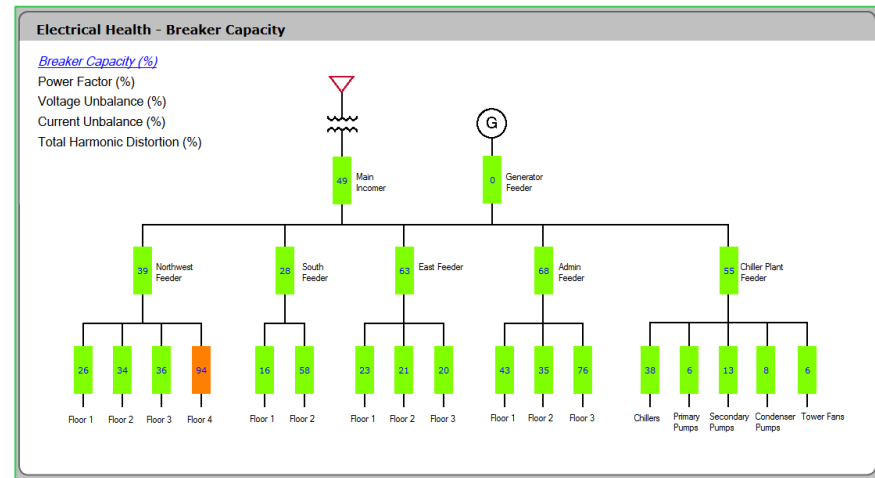 Electrical Health - Breaker Capacity
Breaker Capacity (%)
Power Factor (%)
Voltage Unbalance (%)
Current Unbalance (%)
Total Harmonic Distortion (%)
G
49
Main
Incomer
0
Generator
Feeder
39
Northwest
Feeder
28
South
Feeder
63
East Feeder
68
Admin
Feeder
55
Chiller Plant
Feeder
26
34
36
94
16
58
23
21
20
43
35
76
38
6
13
8
6
Floor 1
Floor 2
Floor 3
Floor 4
Floor 1
Floor 2
Floor 1
Floor 2
Floor 3
Floor 1
Floor 2
Floor 3
Chillers
Primary
Pumps
Secondary
Pumps
Condenser
Pumps
Tower Fans